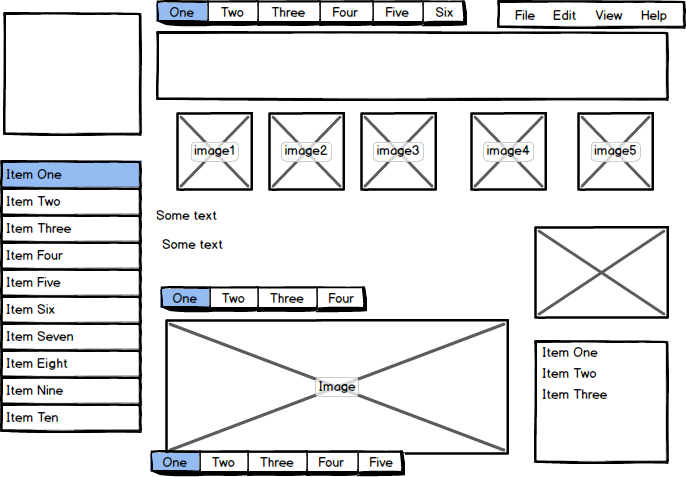 One Two Three Four Five Six
File Edit View Help
image1 image2 image3 image4 image5
Item One
Item Two
Item Three
Item Four
Item Five
Item Six
Item Seven
Item Eight
Item Nine
Item Ten
Some text
Some text
One Two Three Four
Image
One Two Three Four Five
Item One
Item Two
Item Three